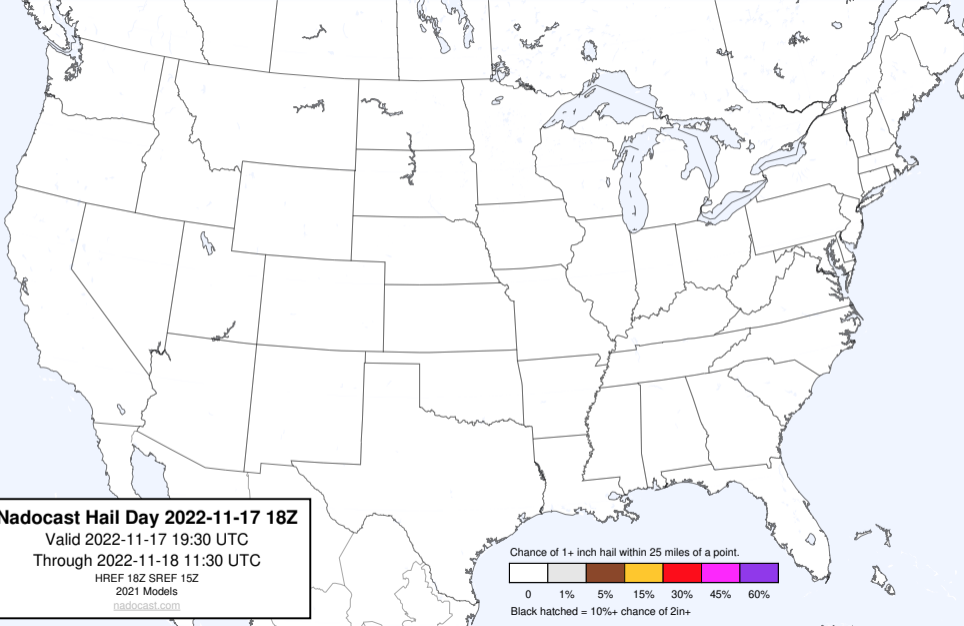 Nadocast Hail Day 2022-11-17 18Z
Valid 2022-11-17 19:30 UTC
Through 2022-11-18 11:30 UTC
HREF 18Z SREF 15Z
2021 Models
nadocast.com
Chance of 1+ inch hail within 25 miles of a point.
0 1% 5% 15% 30% 45% 60%
Black hatched = 10%+ chance of 2in+